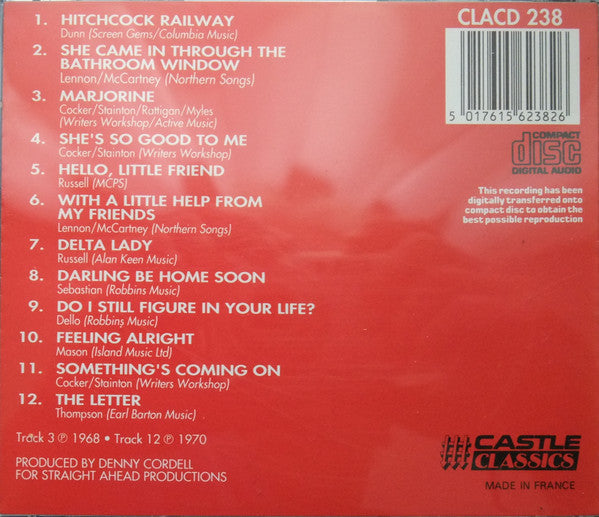 1. HITCHCOCK RAILWAY
Dunn (Screen Gems/Columbia Music)
2. SHE CAME IN THROUGH THE
BATHROOM WINDOW
Lennon/McCartney (Northern Songs)
3. MARJORINE
Cocker/Stainton/Rattigan/Myles
(Writers Workshop/Active Music)
4. SHE'S SO GOOD TO ME
Cocker/Stainton (Writers Workshop)
5. HELLO, LITTLE FRIEND
Russell (MCPS)
6. WITH A LITTLE HELP FROM
MY FRIENDS
Lennon/McCartney (Northern Songs)
7. DELTA LADY
Russell (Alan Keen Music)
8. DARLING BE HOME SOON
Sebastian (Robbins Music)
9. DO I STILL FIGURE IN YOUR LIFE?
Dello (Robbins Music)
10. FEELING ALRIGHT
Mason (Island Music Ltd)
11. SOMETHING'S COMING ON
Cocker/Stainton (Writers Workshop)
12. THE LETTER
Thompson (Earl Barton Music)
Track 3 ℗ 1968 • Track 12 ℗ 1970
PRODUCED BY DENNY CORDELL
FOR STRAIGHT AHEAD PRODUCTIONS
CLACD 238
5 017615 623826
COMPACT
disc
DIGITAL AUDIO
This recording has been
digitally transferred onto
compact disc to obtain the
best possible reproduction
CASTLE
CLASSICS
MADE IN FRANCE